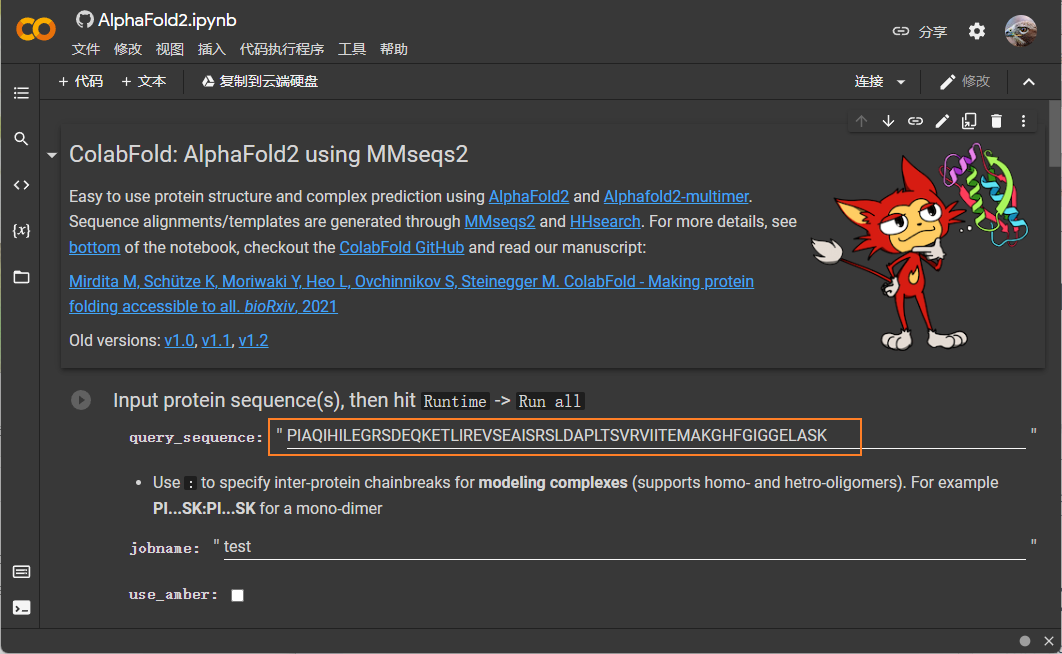 AlphaFold2.ipynb
文件 修改 视图 插入 代码执行程序 工具 帮助
分享
+ 代码 + 文本 复制到云端硬盘
连接 修改
ColabFold: AlphaFold2 using MMseqs2
Easy to use protein structure and complex prediction using AlphaFold2 and Alphafold2-multimer.
Sequence alignments/templates are generated through MMseqs2 and HHsearch. For more details, see
bottom of the notebook, checkout the ColabFold GitHub and read our manuscript:
Mirdita M, Schütze K, Moriwaki Y, Heo L, Ovchinnikov S, Steinegger M. ColabFold - Making protein
folding accessible to all. bioRxiv, 2021
Old versions: v1.0, v1.1, v1.2
Input protein sequence(s), then hit Runtime -> Run all
query_sequence: " PIAQIHILEGRSDEQKETLIREVSEAISRSLDAPLTSVRVIITEMAKGHFGIGGELASK "
• Use : to specify inter-protein chainbreaks for modeling complexes (supports homo- and hetro-oligomers). For example
PI...SK:PI...SK for a mono-dimer
jobname: " test "
use_amber: